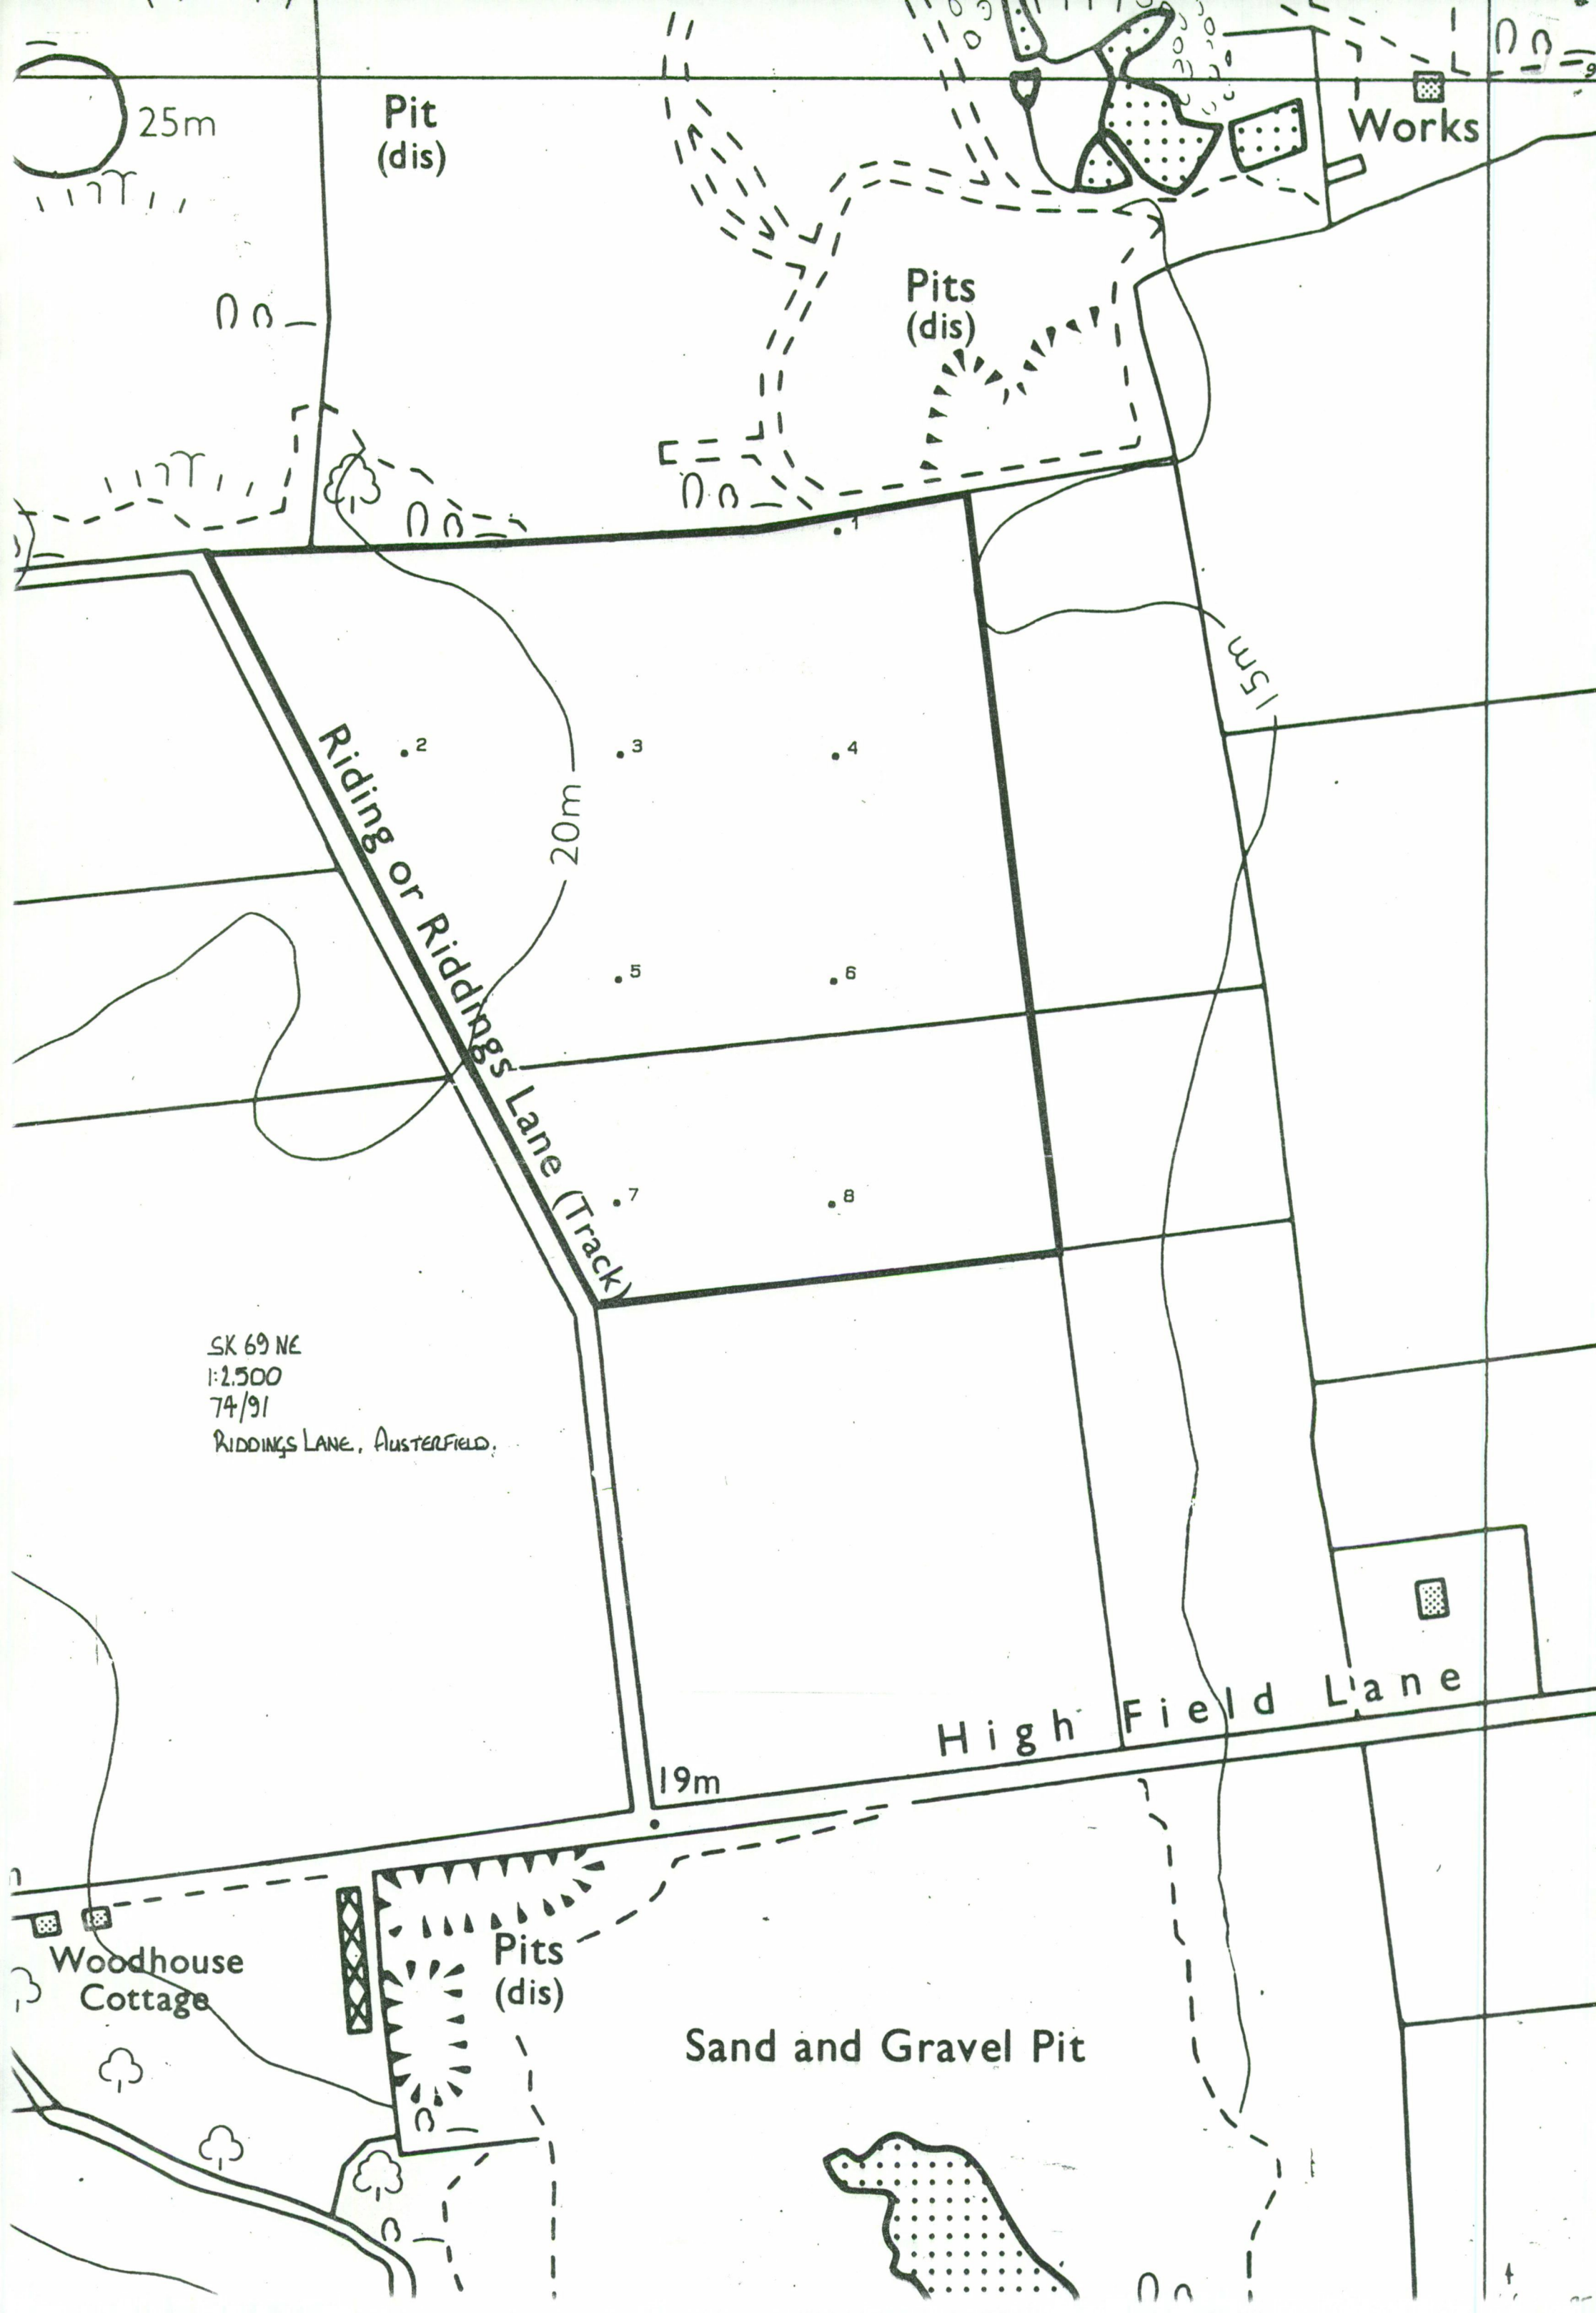 25m
Pit
(dis)
Works
Pits
(dis)
1
15m
2
3
4
Riding or Riddings Lane (Track)
20m
5
6
7
8
SK 69 NE
1:2.500
74/91
RIDDINGS LANE, AUSTERFIELD.
High Field Lane
19m
Woodhouse
Cottage
Pits
(dis)
Sand and Gravel Pit